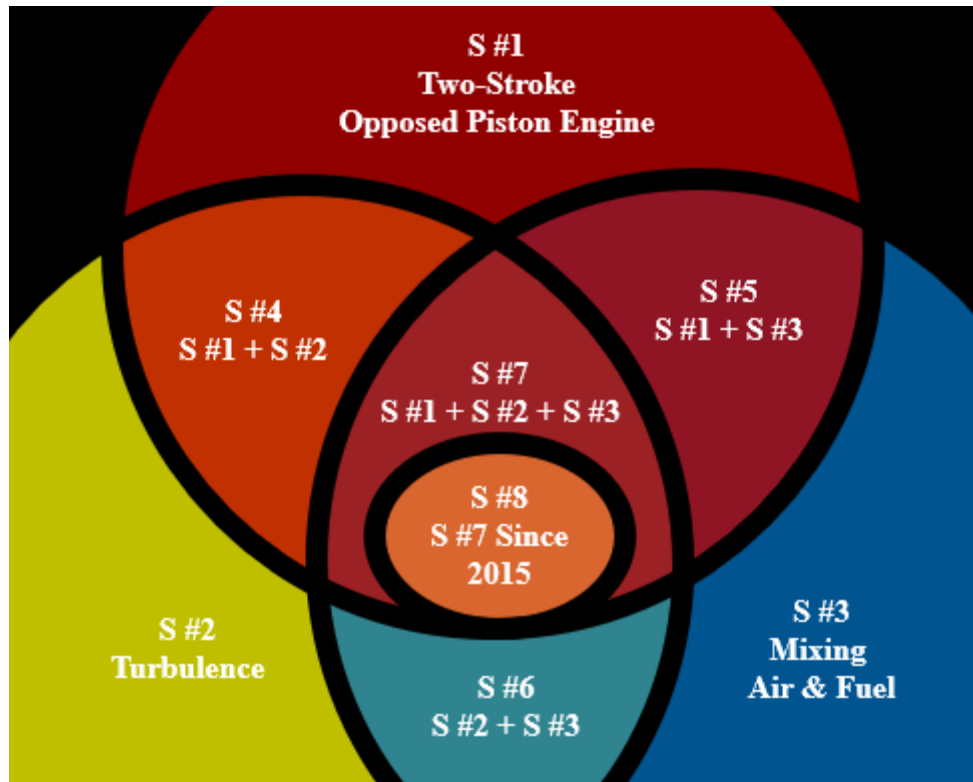 S #1
Two-Stroke
Opposed Piston Engine
S #4
S #1 + S #2
S #5
S #1 + S #3
S #7
S #1 + S #2 + S #3
S #8
S #7 Since
2015
S #2
Turbulence
S #3
Mixing
Air & Fuel
S #6
S #2 + S #3